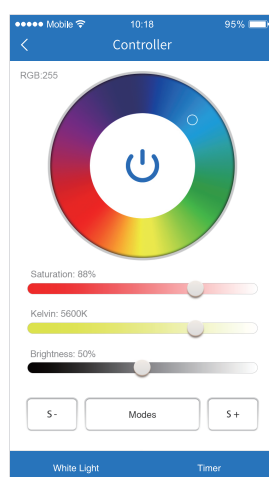 Mobile 10:18 95%
Controller
RGB:255
Saturation: 88%
Kelvin: 5600K
Brightness: 50%
S - Modes S +
White Light Timer